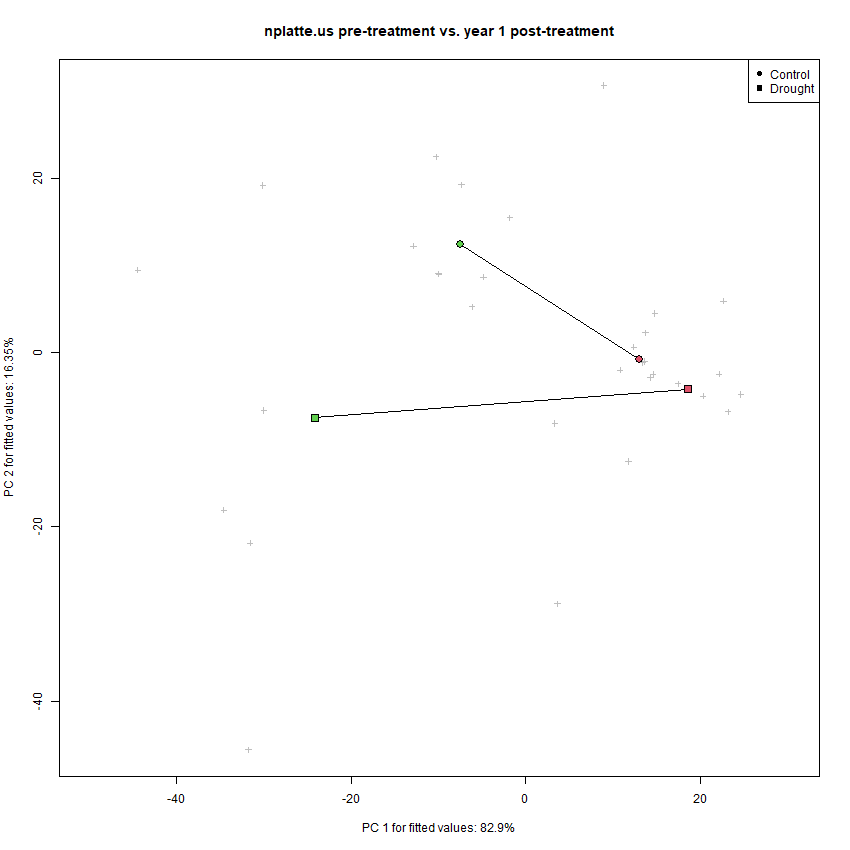 nplatte.us pre-treatment vs. year 1 post-treatment
Control
Drought
20
0
-20
-40
PC 2 for fitted values: 16.35%
-40
-20
0
20
PC 1 for fitted values: 82.9%